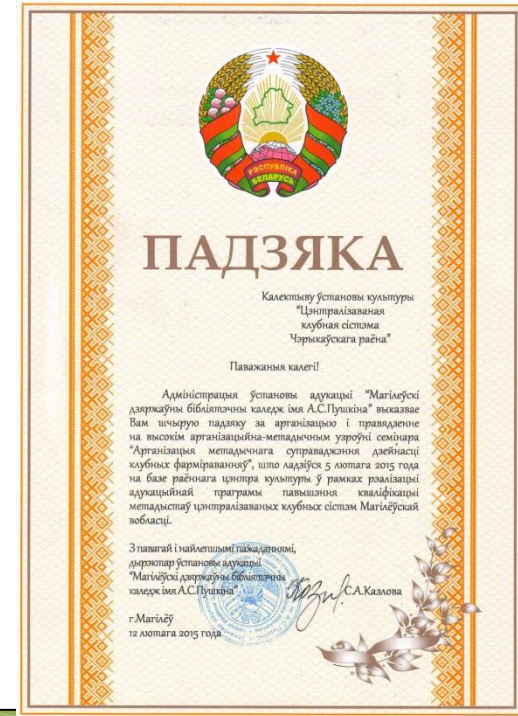 РЭСПУБЛІКА
БЕЛАРУСЬ
ПАДЗЯКА
Калектыву ўстановы культуры
“Цэнтралізаваная
клубная сістэма
Чэрыкаўскага раёна”
Паважаныя калегі!
Адміністрацыя ўстановы адукацыі “Магілеўскі
дзяржаўны бібліятэчны каледж імя А.С.Пушкіна” выказвае
Вам шчырую падзяку за арганізацыю і правядзенне
на высокім арганізацыйна-метадычным узроўні семінара
“Арганізацыя метадычнага суправаджэння дзейнасці
клубных фарміраванняў”, што ладзіўся 5 лютага 2015 года
на базе раённага цэнтра культуры ў рамках рэалізацыі
адукацыйнай праграмы павышэння кваліфікацыі
метадыстаў цэнтралізаваных клубных сістэм Магілёўскай
вобласці.
З павагай і найлепшымі пажаданнямі,
дырэктар ўстановы адукацыі
“Магілеўскі дзяржаўны бібліятэчны
каледж імя А.С.Пушкіна”
С.А.Казлова
г.Магілёў
12 лютага 2015 года